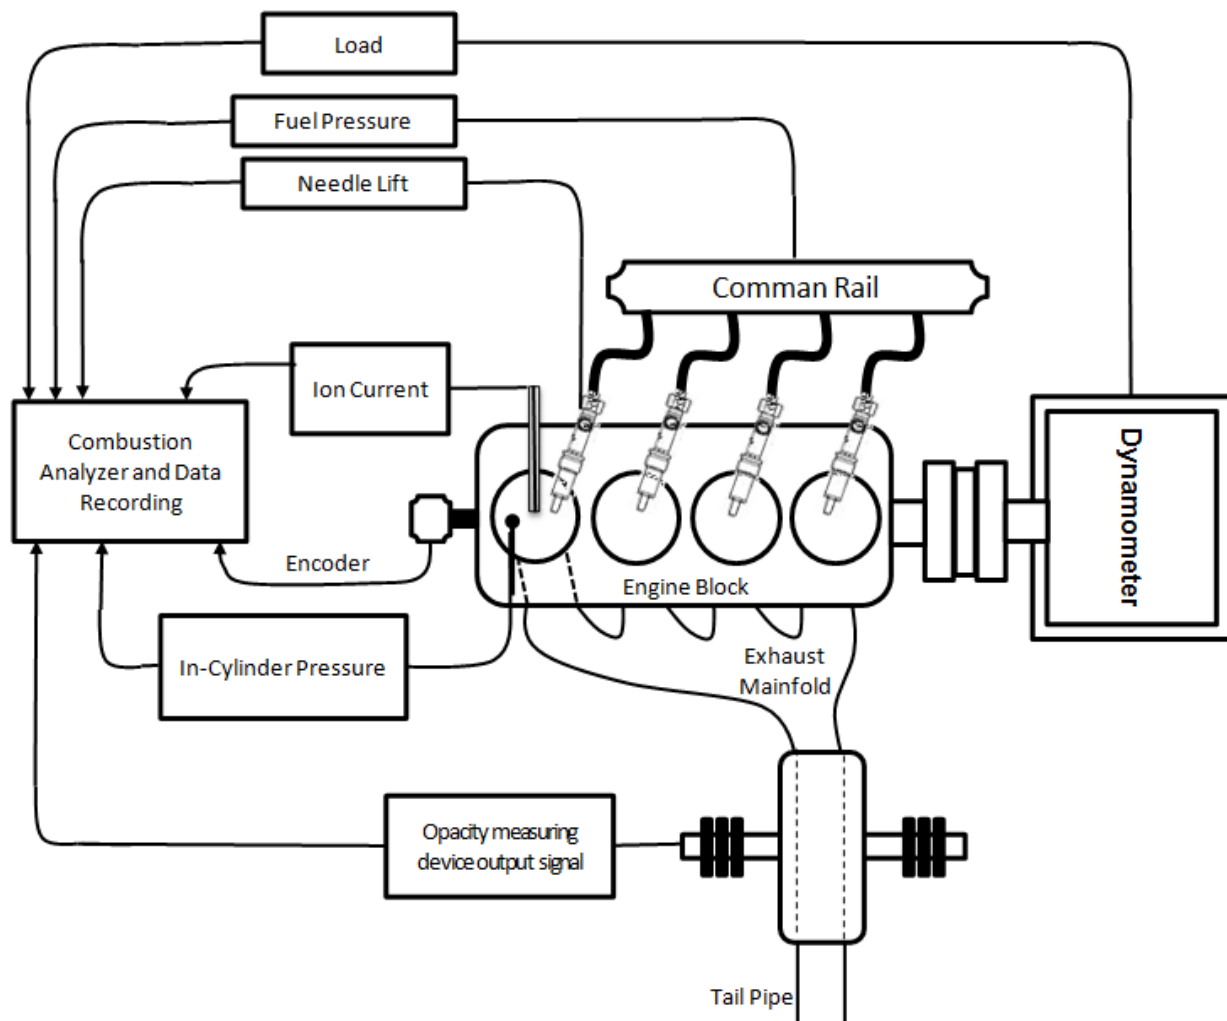 Load
Fuel Pressure
Needle Lift
Comman Rail
Ion Current
Combustion
Analyzer and Data
Recording
Dynamometer
Encoder
Engine Block
In-Cylinder Pressure
Exhaust
Mainfold
Opacity measuring
device output signal
Tail Pipe